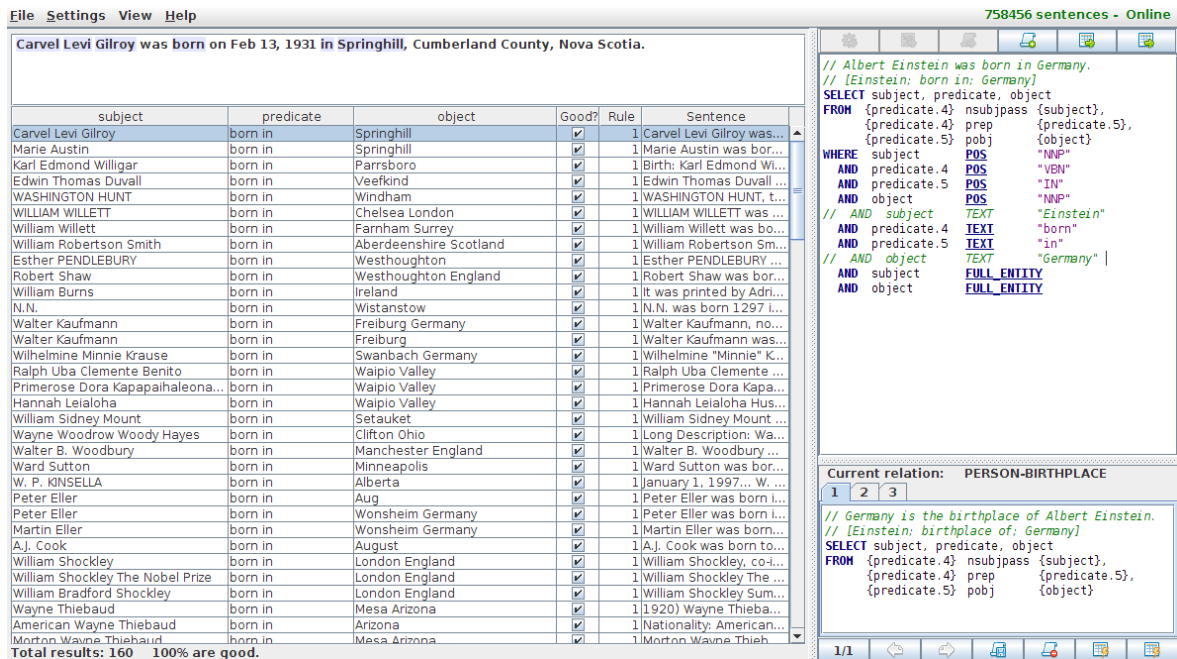 File Settings View Help
758456 sentences - Online
Carvel Levi Gilroy was born on Feb 13, 1931 in Springhill, Cumberland County, Nova Scotia.
subject predicate object Good? Rule Sentence
Carvel Levi Gilroy born in Springhill 1 Carvel Levi Gilroy was...
Marie Austin born in Springhill 1 Marie Austin was bor...
Karl Edmond Willigar born in Parrsboro 1 Birth: Karl Edmond Wi...
Edwin Thomas Duvall born in Veefkind 1 Edwin Thomas Duvall ...
WASHINGTON HUNT born in Windham 1 WASHINGTON HUNT, t...
WILLIAM WILLETT born in Chelsea London 1 WILLIAM WILLETT was ...
William Willett born in Farnham Surrey 1 William Willett was bo...
William Robertson Smith born in Aberdeenshire Scotland 1 William Robertson Sm...
Esther PENDLEBURY born in Westhoughton 1 Esther PENDLEBURY ...
Robert Shaw born in Westhoughton England 1 Robert Shaw was bor...
William Burns born in Ireland 1 It was printed by Adri...
N.N. born in Wistanstow 1 N.N. was born 1297 i...
Walter Kaufmann born in Freiburg Germany 1 Walter Kaufmann, no...
Walter Kaufmann born in Freiburg 1 Walter Kaufmann was...
Wilhelmine Minnie Krause born in Swanbach Germany 1 Wilhelmine "Minnie" K...
Ralph Uba Clemente Benito born in Waipio Valley 1 Ralph Uba Clemente ...
Primerose Dora Kapapaihaleona... born in Waipio Valley 1 Primerose Dora Kapa...
Hannah Leialoha born in Waipio Valley 1 Hannah Leialoha Hus...
William Sidney Mount born in Setauket 1 William Sidney Mount ...
Wayne Woodrow Woody Hayes born in Clifton Ohio 1 Long Description: Wa...
Walter B. Woodbury born in Manchester England 1 Walter B. Woodbury ...
Ward Sutton born in Minneapolis 1 Ward Sutton was bor...
W. P. KINSELLA born in Alberta 1 January 1, 1997... W. ...
Peter Eller born in Aug 1 Peter Eller was born i...
Peter Eller born in Wonsheim Germany 1 Peter Eller was born i...
Martin Eller born in Wonsheim Germany 1 Martin Eller was born...
A.J. Cook born in August 1 A.J. Cook was born to...
William Shockley born in London England 1 William Shockley, co-i...
William Shockley The Nobel Prize born in London England 1 William Shockley The ...
William Bradford Shockley born in London England 1 William Shockley Sum...
Wayne Thiebaud born in Mesa Arizona 1 1920) Wayne Thieba...
American Wayne Thiebaud born in Arizona 1 Nationality: American...
Morton Wayne Thiebaud born in Mesa Arizona 1 Morton Wayne Thieb...
Total results: 160 100% are good.
// Albert Einstein was born in Germany.
// [Einstein; born in; Germany]
SELECT subject, predicate, object
FROM {predicate.4} nsubjpass {subject},
{predicate.4} prep {predicate.5},
{predicate.5} pobj {object}
WHERE subject POS "NNP"
AND predicate.4 POS "VBN"
AND predicate.5 POS "IN"
AND object POS "NNP"
// AND subject TEXT "Einstein"
AND predicate.4 TEXT "born"
AND predicate.5 TEXT "in"
// AND object TEXT "Germany"
AND subject FULL_ENTITY
AND object FULL_ENTITY
Current relation: PERSON-BIRTHPLACE
1 2 3
// Germany is the birthplace of Albert Einstein.
// [Einstein; birthplace of; Germany]
SELECT subject, predicate, object
FROM {predicate.4} nsubjpass {subject},
{predicate.4} prep {predicate.5},
{predicate.5} pobj {object}
1/1